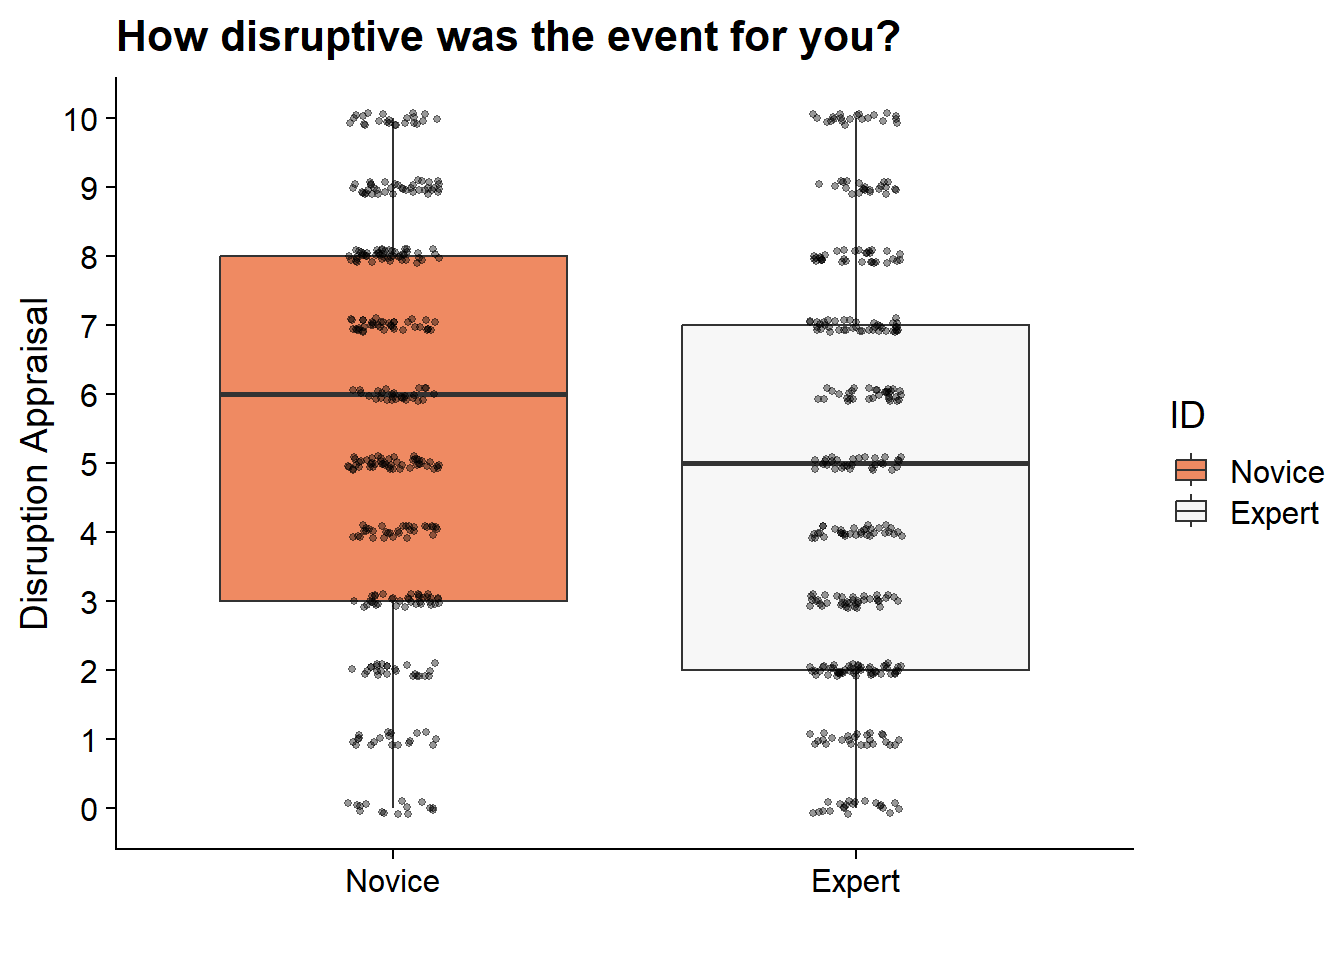 How disruptive was the event for you?
Disruption Appraisal
10
9
8
7
6
5
4
3
2
1
0
Novice
Expert
ID
Novice
Expert